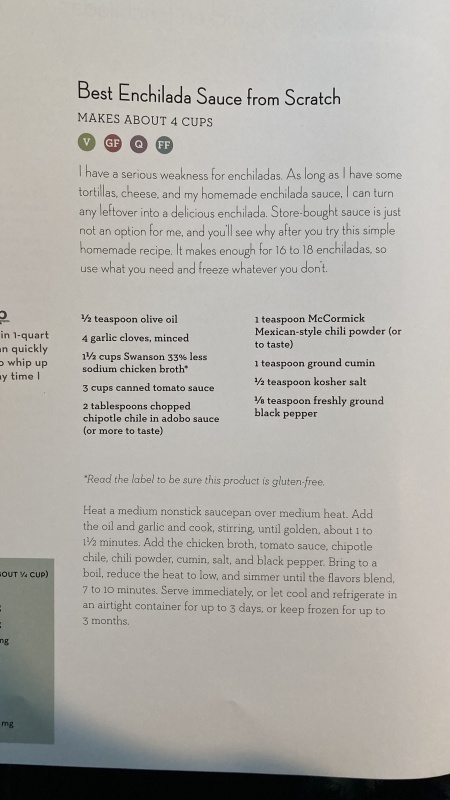 Best Enchilada Sauce from Scratch
MAKES ABOUT 4 CUPS
V GF Q FF
I have a serious weakness for enchiladas. As long as I have some
tortillas, cheese, and my homemade enchilada sauce, I can turn
any leftover into a delicious enchilada. Store-bought sauce is just
not an option for me, and you'll see why after you try this simple
homemade recipe. It makes enough for 16 to 18 enchiladas, so
use what you need and freeze whatever you don't.
½ teaspoon olive oil
4 garlic cloves, minced
1½ cups Swanson 33% less
sodium chicken broth*
3 cups canned tomato sauce
2 tablespoons chopped
chipotle chile in adobo sauce
(or more to taste)
1 teaspoon McCormick
Mexican-style chili powder (or
to taste)
1 teaspoon ground cumin
½ teaspoon kosher salt
⅛ teaspoon freshly ground
black pepper
*Read the label to be sure this product is gluten-free.
Heat a medium nonstick saucepan over medium heat. Add
the oil and garlic and cook, stirring, until golden, about 1 to
1½ minutes. Add the chicken broth, tomato sauce, chipotle
chile, chili powder, cumin, salt, and black pepper. Bring to a
boil, reduce the heat to low, and simmer until the flavors blend,
7 to 10 minutes. Serve immediately, or let cool and refrigerate in
an airtight container for up to 3 days, or keep frozen for up to
3 months.
in 1-quart
n quickly
whip up
y time I
OUT ¼ CUP)
ng
mg